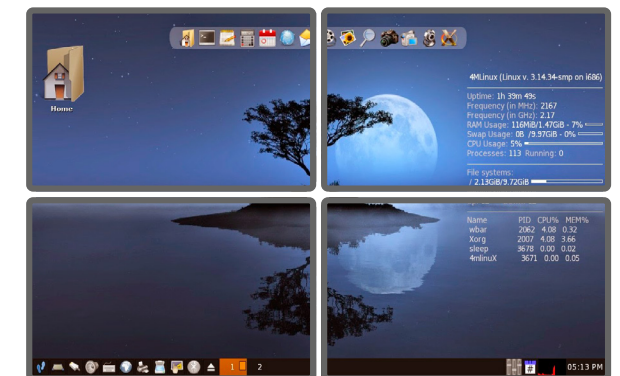 Home
4MLinux (Linux v. 3.14.34-smp on i686)
Uptime: 1h 39m 49s
Frequency (in MHz): 2167
Frequency (in GHz): 2.17
RAM Usage: 116MiB/1.47GiB - 7%
Swap Usage: 0B /9.97GiB - 0%
CPU Usage: 5%
Processes: 113 Running: 0
File systems:
/ 2.13GiB/9.72GiB
Name PID CPU% MEM%
wbar 2062 4.08 0.32
Xorg 2007 4.08 3.66
sleep 3678 0.00 0.02
4mlinuX 3671 0.00 0.05
1 2
#
05:13 PM